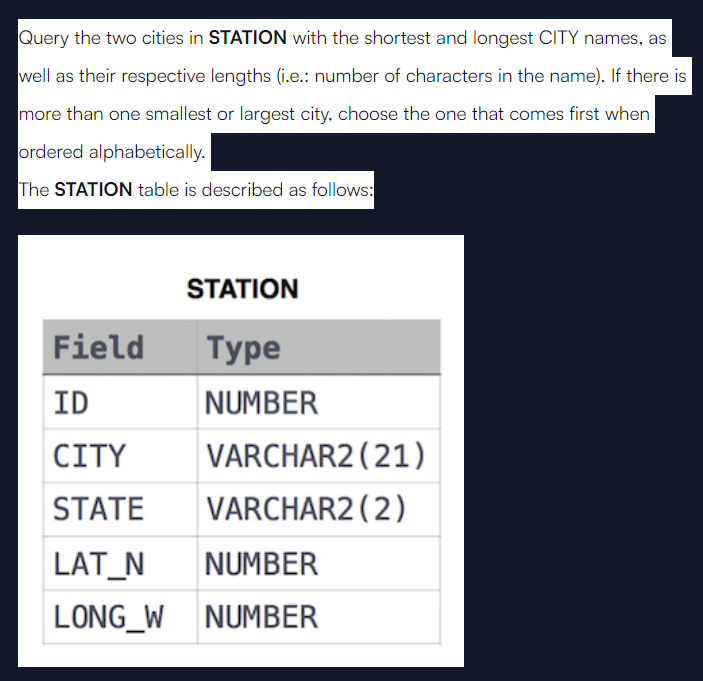 Query the two cities in STATION with the shortest and longest CITY names, as
well as their respective lengths (i.e.: number of characters in the name). If there is
more than one smallest or largest city, choose the one that comes first when
ordered alphabetically.
The STATION table is described as follows:
STATION
Field Type
ID NUMBER
CITY VARCHAR2(21)
STATE VARCHAR2(2)
LAT_N NUMBER
LONG_W NUMBER